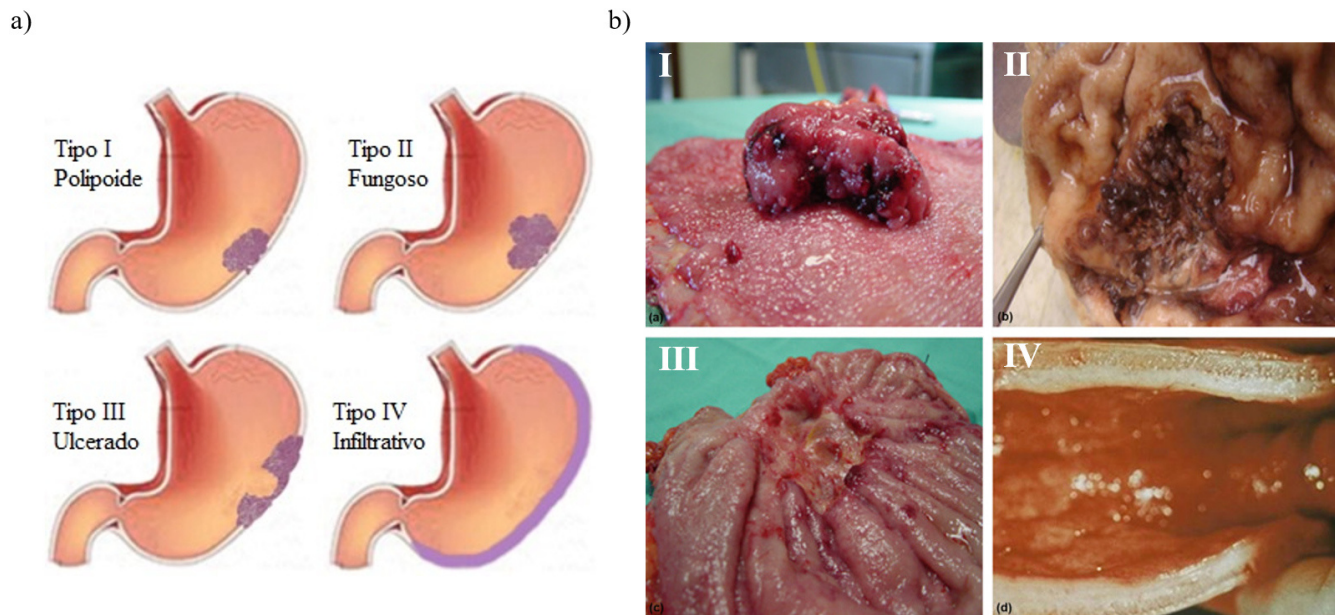 a)
b)
Tipo I
Polipoide
Tipo II
Fungoso
Tipo III
Ulcerado
Tipo IV
Infiltrativo
I
(a)
II
(b)
III
(c)
IV
(d)